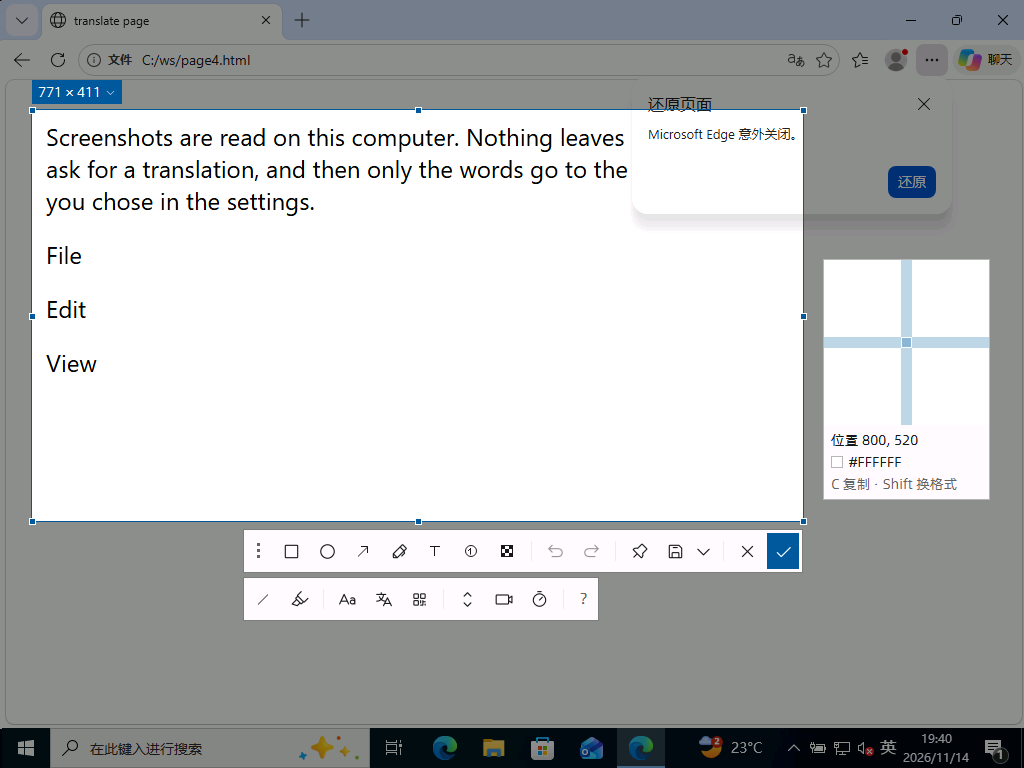 translate page
文件 C:/ws/page4.html
聊天
771 × 411
还原页面
Microsoft Edge 意外关闭。
还原
Screenshots are read on this computer. Nothing leaves
ask for a translation, and then only the words go to the
you chose in the settings.
File
Edit
View
位置 800, 520
#FFFFFF
C 复制 · Shift 换格式
T
1
Aa
?
在此键入进行搜索
2
23°C
英
19:40
2026/11/14
1